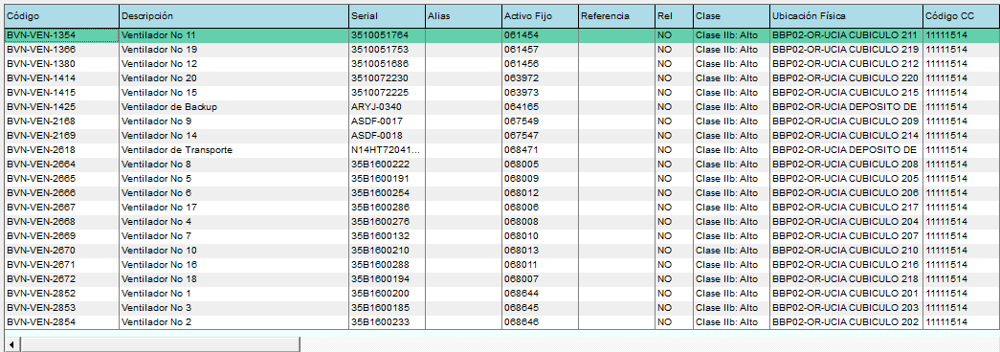 Código Descripción Serial Alias Activo Fijo Referencia Rel Clase Ubicación Física Código CC
BVN-VEN-1354 Ventilador No 11 3510051764 061454 NO Clase IIb: Alto BBP02-OR-UCIA CUBICULO 211 11111514
BVN-VEN-1366 Ventilador No 19 3510051753 061457 NO Clase IIb: Alto BBP02-OR-UCIA CUBICULO 219 11111514
BVN-VEN-1380 Ventilador No 12 3510051686 061456 NO Clase IIb: Alto BBP02-OR-UCIA CUBICULO 212 11111514
BVN-VEN-1414 Ventilador No 20 3510072230 063972 NO Clase IIb: Alto BBP02-OR-UCIA CUBICULO 220 11111514
BVN-VEN-1415 Ventilador No 15 3510072225 063973 NO Clase IIb: Alto BBP02-OR-UCIA CUBICULO 215 11111514
BVN-VEN-1425 Ventilador de Backup ARYJ-0340 064165 NO Clase IIb: Alto BBP02-OR-UCIA DEPOSITO DE 11111514
BVN-VEN-2168 Ventilador No 9 ASDF-0017 067549 NO Clase IIb: Alto BBP02-OR-UCIA CUBICULO 209 11111514
BVN-VEN-2169 Ventilador No 14 ASDF-0018 067547 NO Clase IIb: Alto BBP02-OR-UCIA CUBICULO 214 11111514
BVN-VEN-2618 Ventilador de Transporte N14HT72041... 068471 NO Clase IIb: Alto BBP02-OR-UCIA DEPOSITO DE 11111514
BVN-VEN-2664 Ventilador No 8 35B1600222 068005 NO Clase IIb: Alto BBP02-OR-UCIA CUBICULO 208 11111514
BVN-VEN-2665 Ventilador No 5 35B1600191 068009 NO Clase IIb: Alto BBP02-OR-UCIA CUBICULO 205 11111514
BVN-VEN-2666 Ventilador No 6 35B1600254 068012 NO Clase IIb: Alto BBP02-OR-UCIA CUBICULO 206 11111514
BVN-VEN-2667 Ventilador No 17 35B1600286 068006 NO Clase IIb: Alto BBP02-OR-UCIA CUBICULO 217 11111514
BVN-VEN-2668 Ventilador No 4 35B1600276 068008 NO Clase IIb: Alto BBP02-OR-UCIA CUBICULO 204 11111514
BVN-VEN-2669 Ventilador No 7 35B1600132 068010 NO Clase IIb: Alto BBP02-OR-UCIA CUBICULO 207 11111514
BVN-VEN-2670 Ventilador No 10 35B1600210 068013 NO Clase IIb: Alto BBP02-OR-UCIA CUBICULO 210 11111514
BVN-VEN-2671 Ventilador No 16 35B1600288 068011 NO Clase IIb: Alto BBP02-OR-UCIA CUBICULO 216 11111514
BVN-VEN-2672 Ventilador No 18 35B1600194 068007 NO Clase IIb: Alto BBP02-OR-UCIA CUBICULO 218 11111514
BVN-VEN-2852 Ventilador No 1 35B1600200 068644 NO Clase IIb: Alto BBP02-OR-UCIA CUBICULO 201 11111514
BVN-VEN-2853 Ventilador No 3 35B1600185 068645 NO Clase IIb: Alto BBP02-OR-UCIA CUBICULO 203 11111514
BVN-VEN-2854 Ventilador No 2 35B1600233 068646 NO Clase IIb: Alto BBP02-OR-UCIA CUBICULO 202 11111514